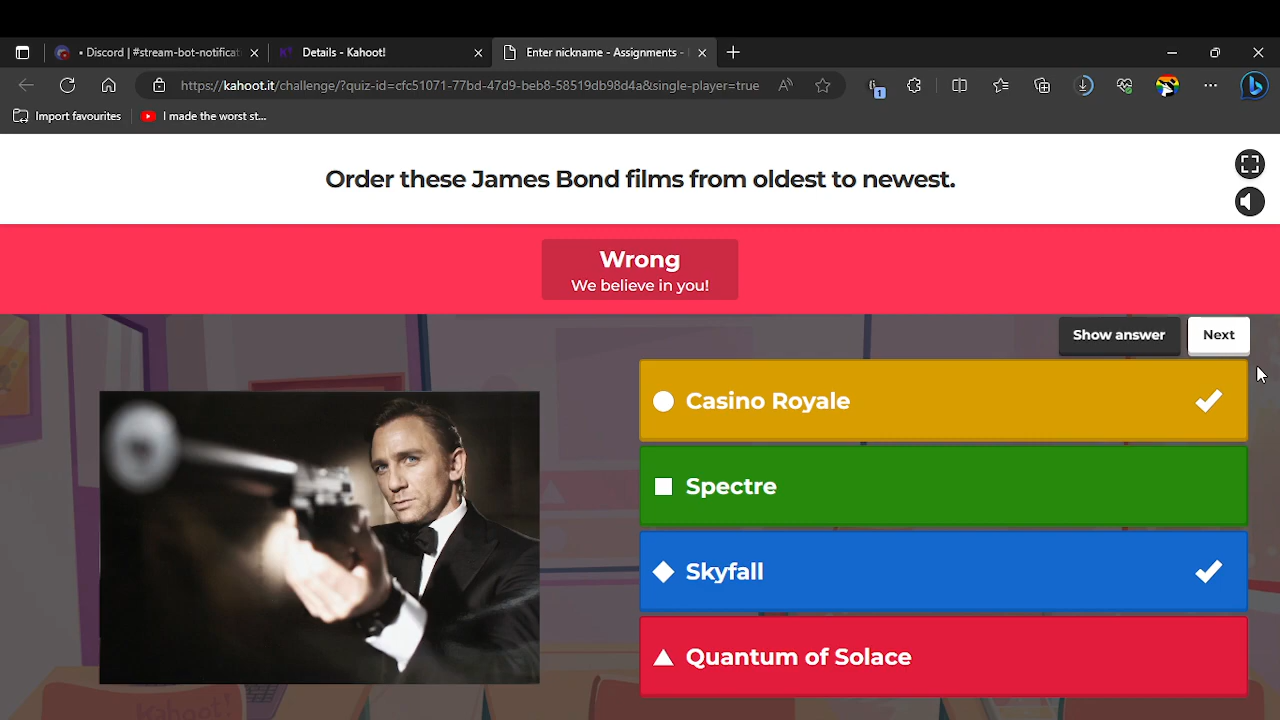 • Discord | #stream-bot-notificat
Details - Kahoot!
Enter nickname - Assignments -
https://kahoot.it/challenge/?quiz-id=cfc51071-77bd-47d9-beb8-58519db98d4a&single-player=true
1
Import favourites
I made the worst st...
Order these James Bond films from oldest to newest.
Wrong
We believe in you!
Show answer
Next
Casino Royale
Spectre
Skyfall
Quantum of Solace
Kahoot!